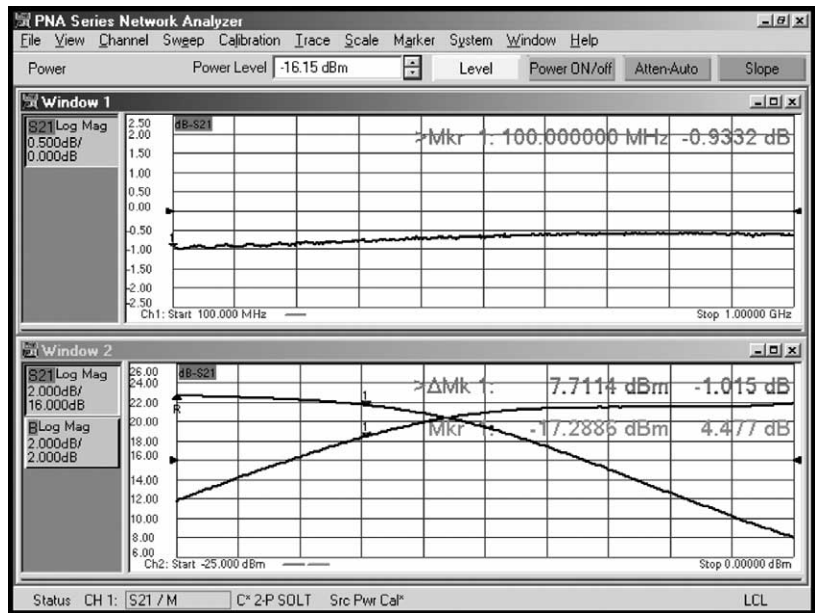 PNA Series Network Analyzer
File View Channel Sweep Calibration Trace Scale Marker System Window Help
Power Power Level -16.15 dBm Level Power ON/off Atten-Auto Slope
Window 1
S21 Log Mag
0.500dB/
0.000dB
dB-S21
>Mkr 1: 100.000000 MHz -0.9332 dB
2.50
2.00
1.50
1.00
0.50
0.00
-0.50
-1.00
-1.50
-2.00
-2.50
1
Ch1: Start 100.000 MHz Stop 1.00000 GHz
Window 2
S21 Log Mag
2.000dB/
16.000dB
B Log Mag
2.000dB/
2.000dB
dB-S21
>ΔMk 1: 7.7114 dBm -1.015 dB
Mkr 1: -17.2886 dBm 4.477 dB
26.00
24.00
22.00
20.00
18.00
16.00
14.00
12.00
10.00
8.00
6.00
R
1
1
Ch2: Start -25.000 dBm Stop 0.00000 dBm
Status CH 1: S21 / M C* 2-P SOLT Src Pwr Cal* LCL